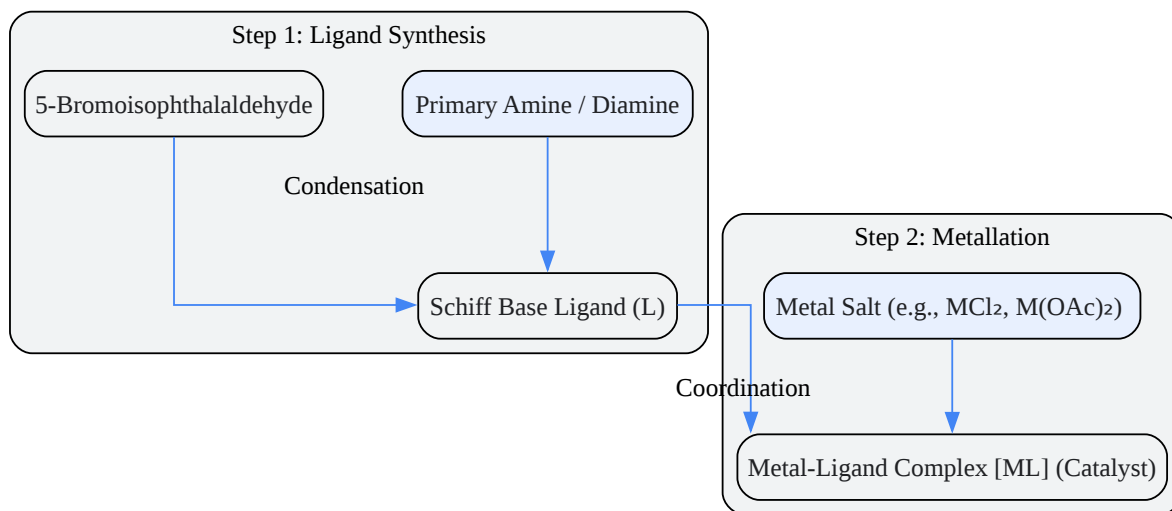 Step 1: Ligand Synthesis
5-Bromoisophthalaldehyde
Primary Amine / Diamine
Condensation
Schiff Base Ligand (L)
Step 2: Metallation
Metal Salt (e.g., MCl₂, M(OAc)₂)
Coordination
Metal-Ligand Complex [ML] (Catalyst)